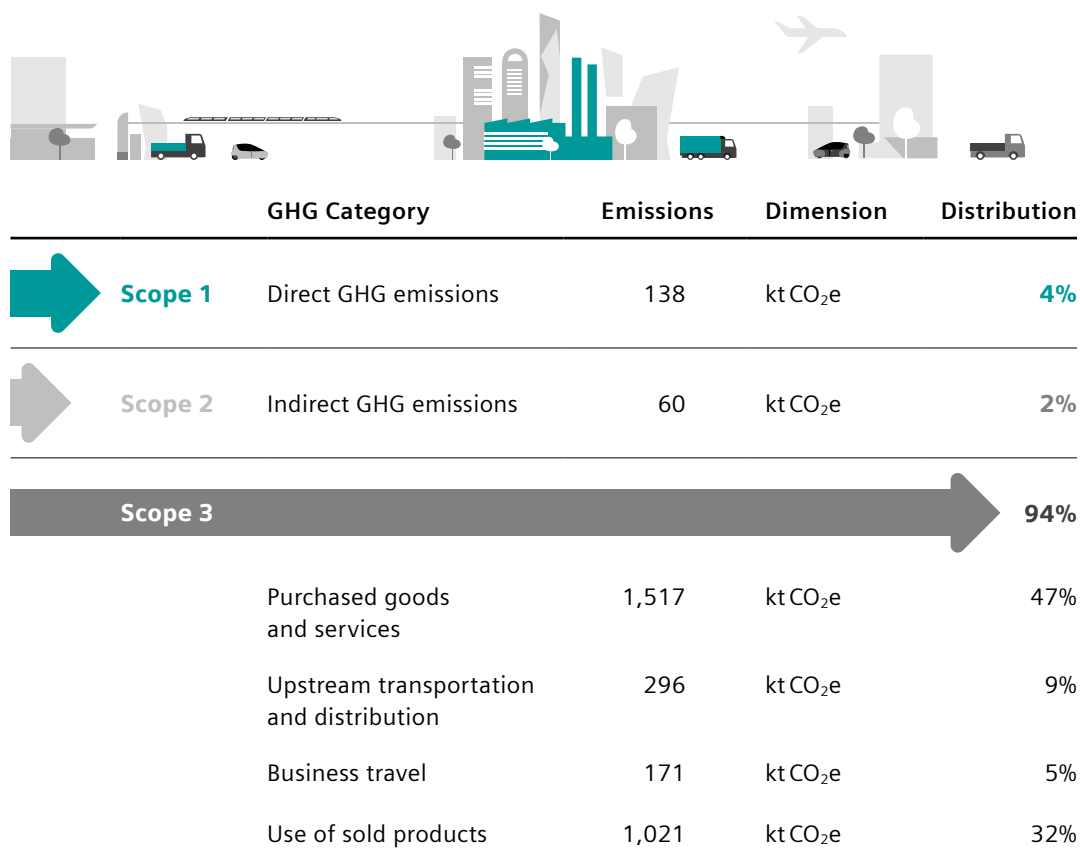 GHG Category Emissions Dimension Distribution
Scope 1 Direct GHG emissions 138 kt CO₂e 4%
Scope 2 Indirect GHG emissions 60 kt CO₂e 2%
Scope 3 94%
Purchased goods 1,517 kt CO₂e 47%
and services
Upstream transportation 296 kt CO₂e 9%
and distribution
Business travel 171 kt CO₂e 5%
Use of sold products 1,021 kt CO₂e 32%